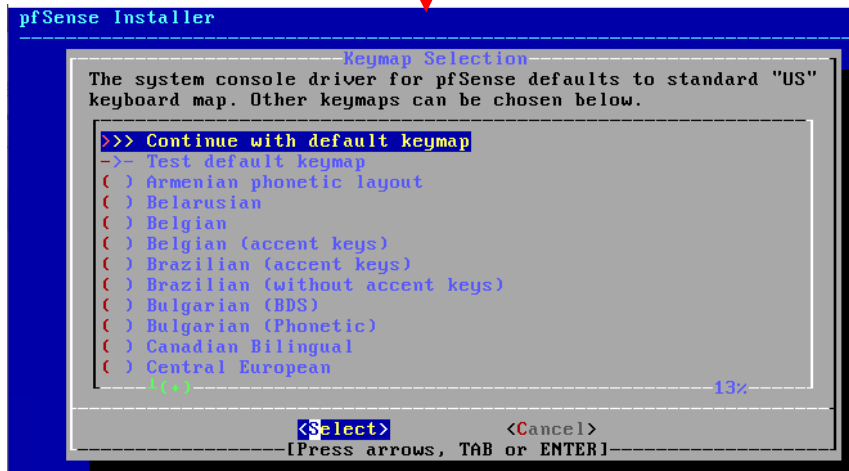 pfSense Installer
Keymap Selection
The system console driver for pfSense defaults to standard "US"
keyboard map. Other keymaps can be chosen below.
>>> Continue with default keymap
->- Test default keymap
( ) Armenian phonetic layout
( ) Belarusian
( ) Belgian
( ) Belgian (accent keys)
( ) Brazilian (accent keys)
( ) Brazilian (without accent keys)
( ) Bulgarian (BDS)
( ) Bulgarian (Phonetic)
( ) Canadian Bilingual
( ) Central European
└(+) 13%
<Select> <Cancel>
[Press arrows, TAB or ENTER]